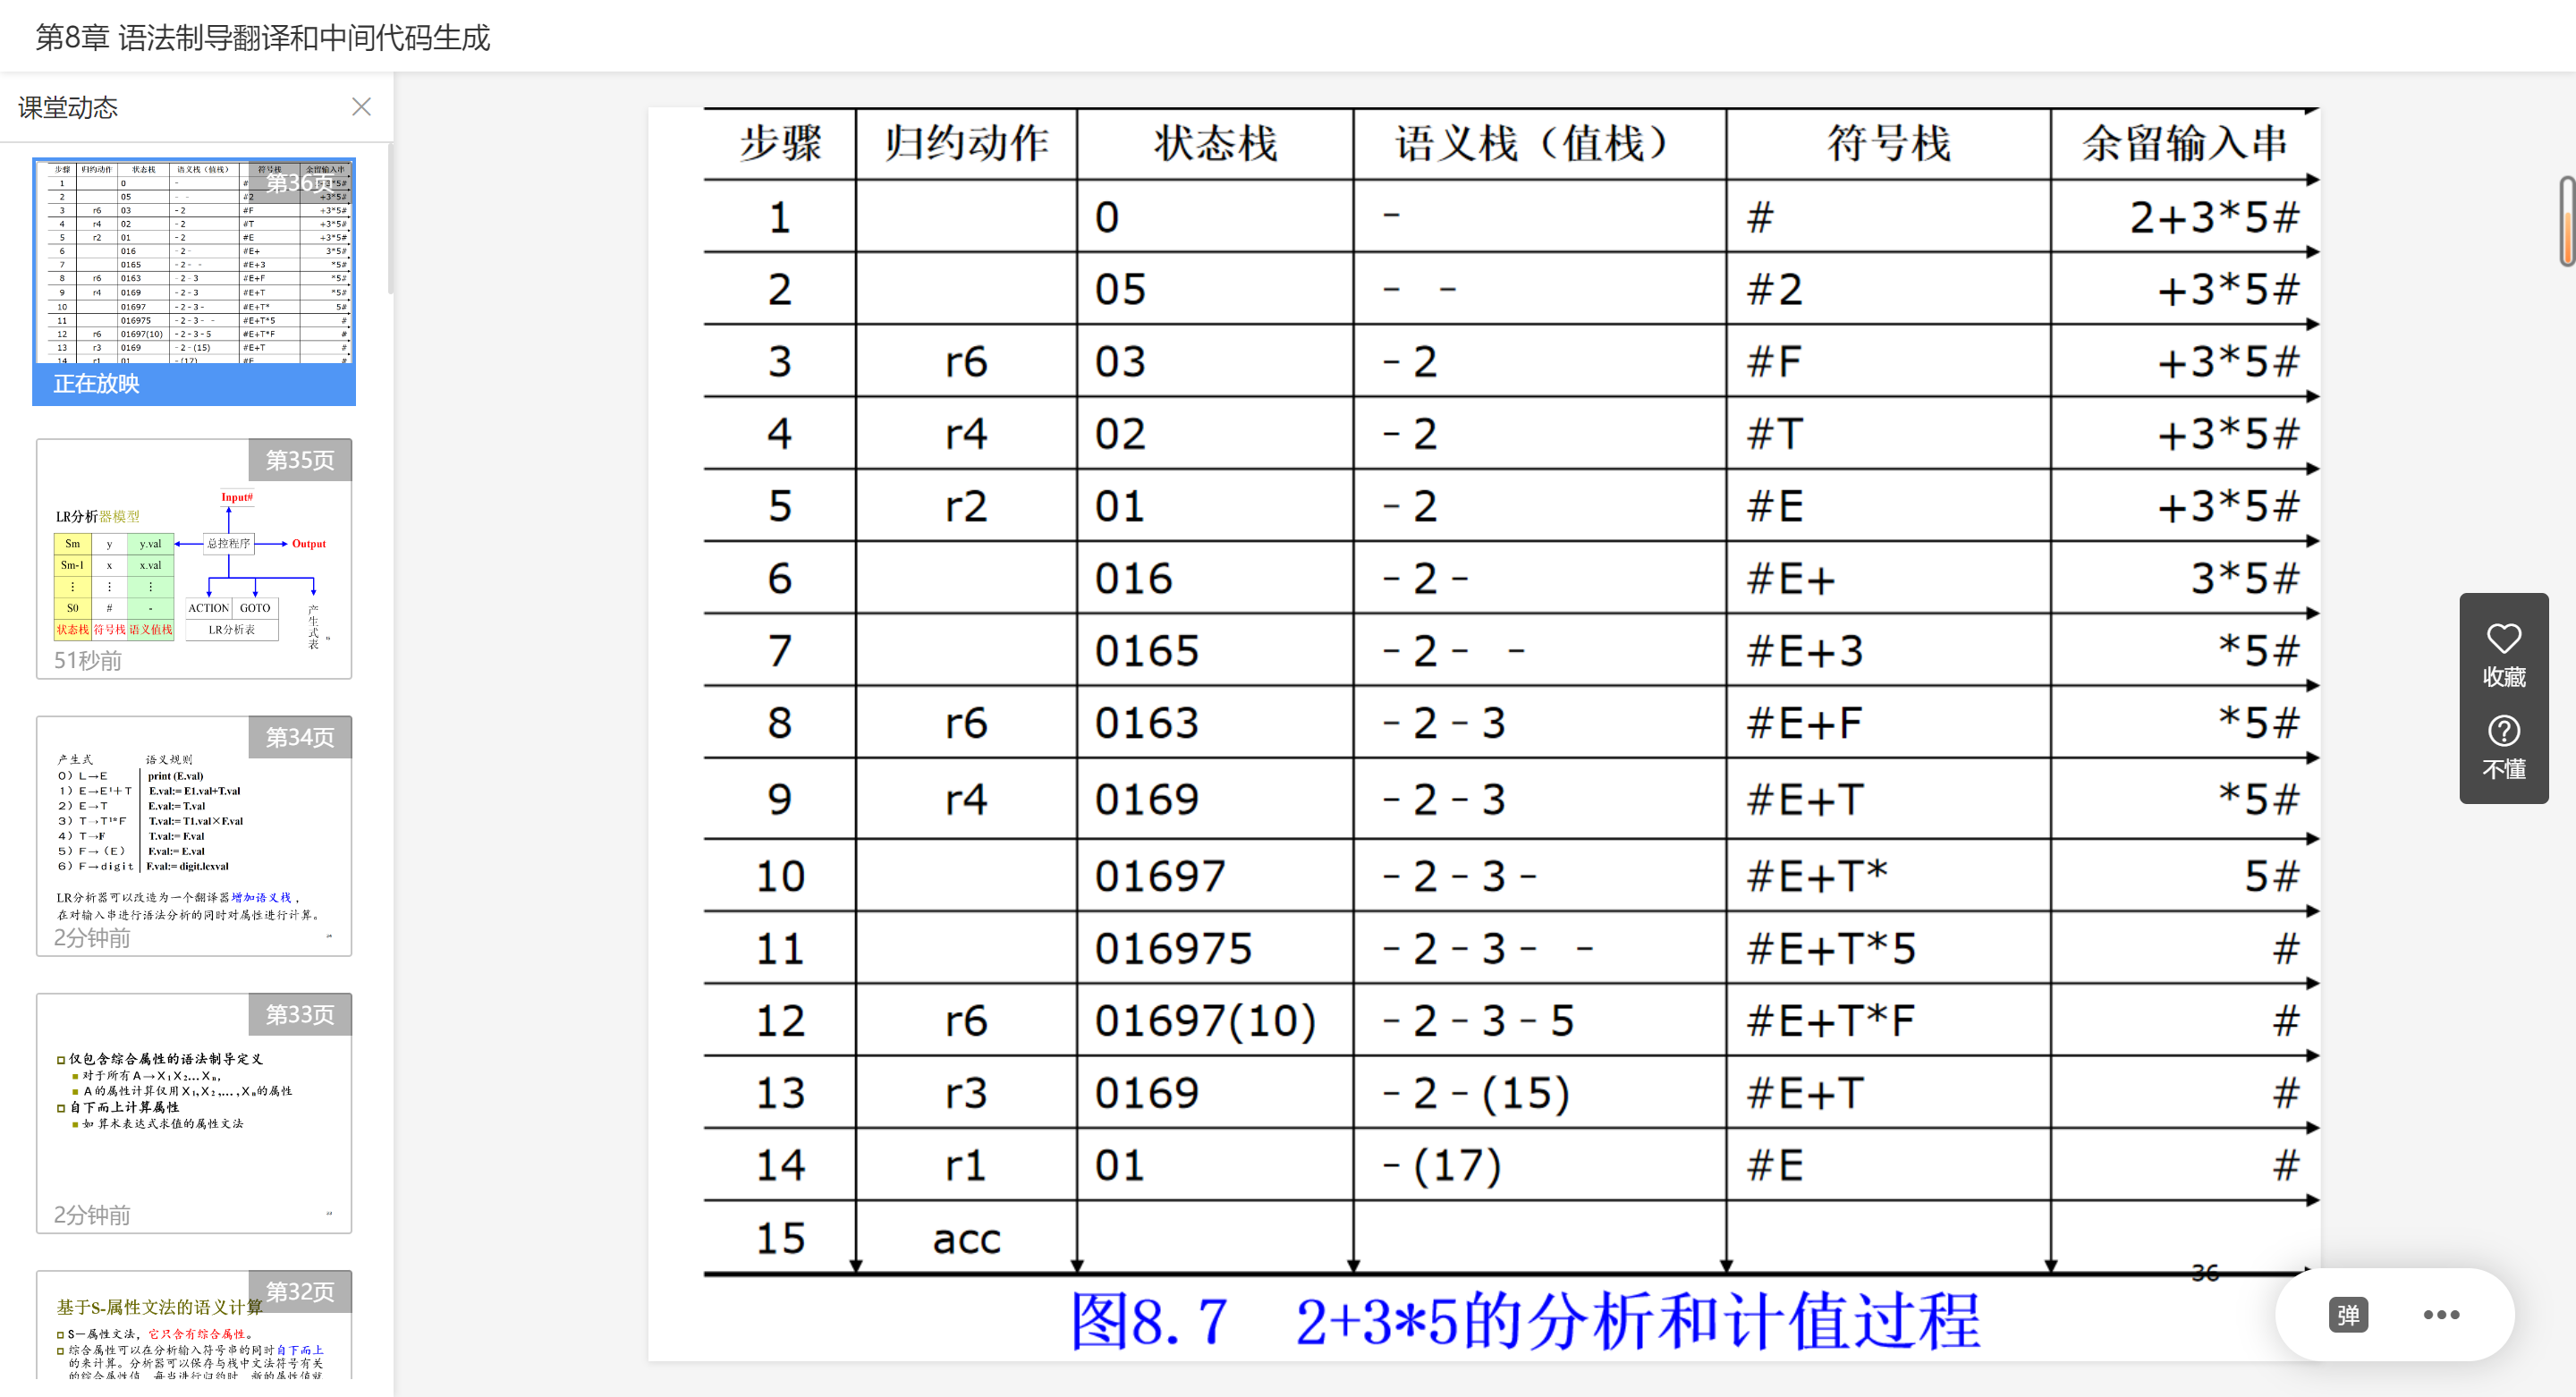 第8章 语法制导翻译和中间代码生成
课堂动态
第36页
正在放映
第35页
Input#
LR分析器模型
Sm y y.val 总控程序 Output
Sm-1 x x.val
⋮ ⋮ ⋮
S0 # - ACTION GOTO
状态栈 符号栈 语义值栈 LR分析表 产生式表
51秒前
第34页
产生式 语义规则
0）L→E print (E.val)
1）E→E¹＋T E.val:= E1.val+T.val
2）E→T E.val:= T.val
3）T→T¹*F T.val:= T1.val×F.val
4）T→F T.val:= F.val
5）F→（E） F.val:= E.val
6）F→digit F.val:= digit.lexval
LR分析器可以改造为一个翻译器增加语义栈，
在对输入串进行语法分析的同时对属性进行计算。
2分钟前
第33页
仅包含综合属性的语法制导定义
对于所有A→X₁X₂…Xₙ,
A的属性计算仅用X₁,X₂,…,Xₙ的属性
自下而上计算属性
如 算术表达式求值的属性文法
2分钟前
第32页
基于S-属性文法的语义计算
S－属性文法，它只含有综合属性。
综合属性可以在分析输入符号串的同时自下而上
的来计算。分析器可以保存与栈中文法符号有关
步骤 归约动作 状态栈 语义栈（值栈） 符号栈 余留输入串
1 0 - # 2+3*5#
2 05 - - #2 +3*5#
3 r6 03 -2 #F +3*5#
4 r4 02 -2 #T +3*5#
5 r2 01 -2 #E +3*5#
6 016 -2- #E+ 3*5#
7 0165 -2- - #E+3 *5#
8 r6 0163 -2-3 #E+F *5#
9 r4 0169 -2-3 #E+T *5#
10 01697 -2-3- #E+T* 5#
11 016975 -2-3- - #E+T*5 #
12 r6 01697(10) -2-3-5 #E+T*F #
13 r3 0169 -2-(15) #E+T #
14 r1 01 -(17) #E #
15 acc
36
图8.7 2+3*5的分析和计值过程
收藏
不懂
弹